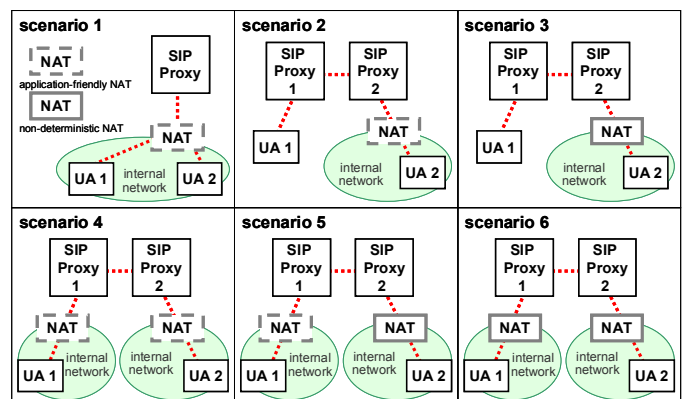 scenario 1
NAT
application-friendly NAT
NAT
non-deterministic NAT
SIP
Proxy
NAT
UA 1
internal
network
UA 2
scenario 2
SIP
Proxy
1
SIP
Proxy
2
UA 1
NAT
internal
network
UA 2
scenario 3
SIP
Proxy
1
SIP
Proxy
2
UA 1
NAT
internal
network
UA 2
scenario 4
SIP
Proxy
1
SIP
Proxy
2
NAT
NAT
UA 1
internal
network
internal
network
UA 2
scenario 5
SIP
Proxy
1
SIP
Proxy
2
NAT
NAT
UA 1
internal
network
internal
network
UA 2
scenario 6
SIP
Proxy
1
SIP
Proxy
2
NAT
NAT
UA 1
internal
network
internal
network
UA 2